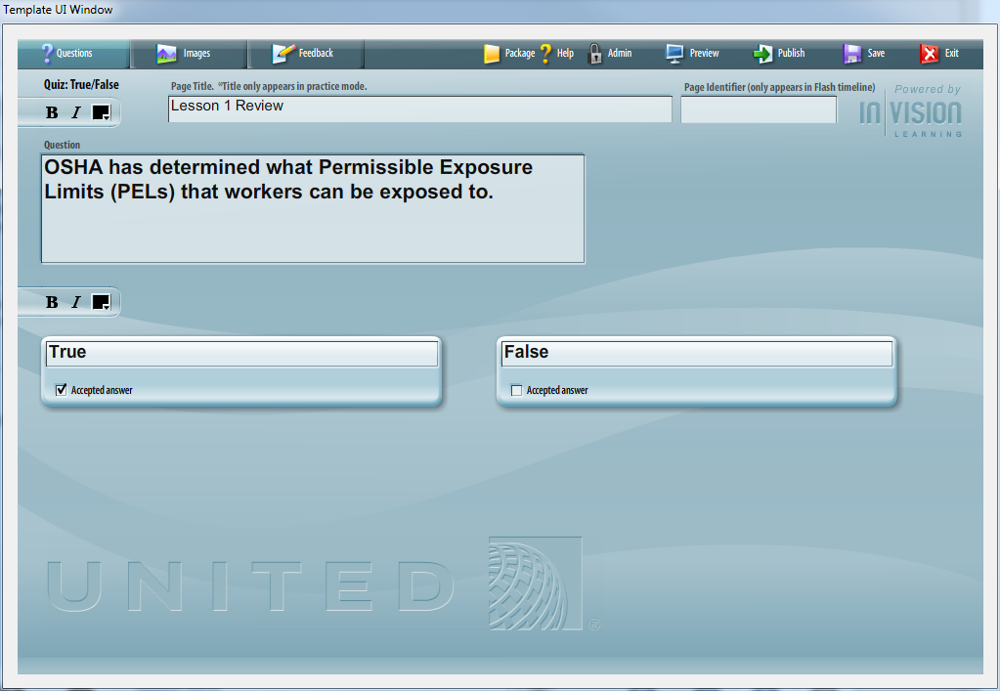 Template UI Window
Questions
Images
Feedback
Package
Help
Admin
Preview
Publish
Save
Exit
Quiz: True/False
Page Title. *Title only appears in practice mode.
Page Identifier (only appears in Flash timeline)
Powered by
B I
Lesson 1 Review
INVISION
LEARNING
Question
OSHA has determined what Permissible Exposure
Limits (PELs) that workers can be exposed to.
B I
True
False
Accepted answer
Accepted answer
UNITED
®